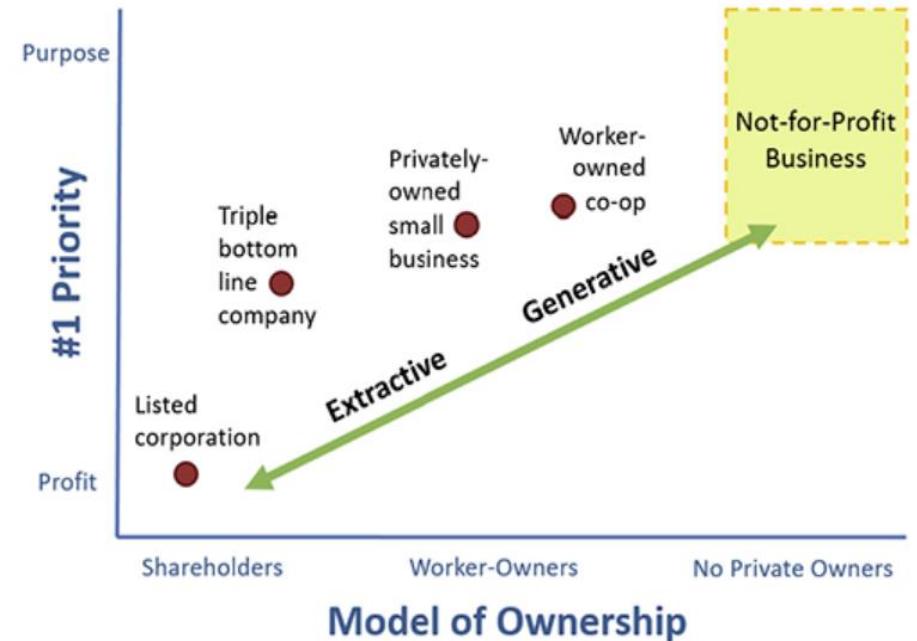 Purpose
#1 Priority
Profit
Listed
corporation
Triple
bottom
line
company
Privately-
owned
small
business
Worker-
owned
co-op
Not-for-Profit
Business
Extractive
Generative
Shareholders
Worker-Owners
No Private Owners
Model of Ownership